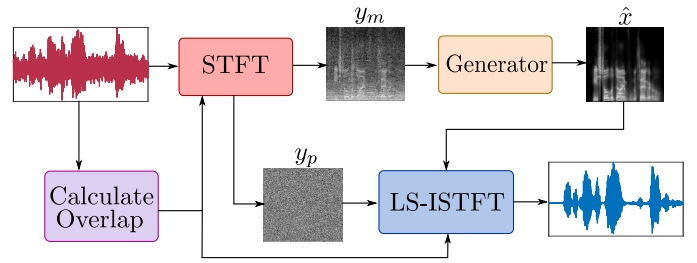 y_m
x̂
STFT
Generator
y_p
Calculate
Overlap
LS-ISTFT